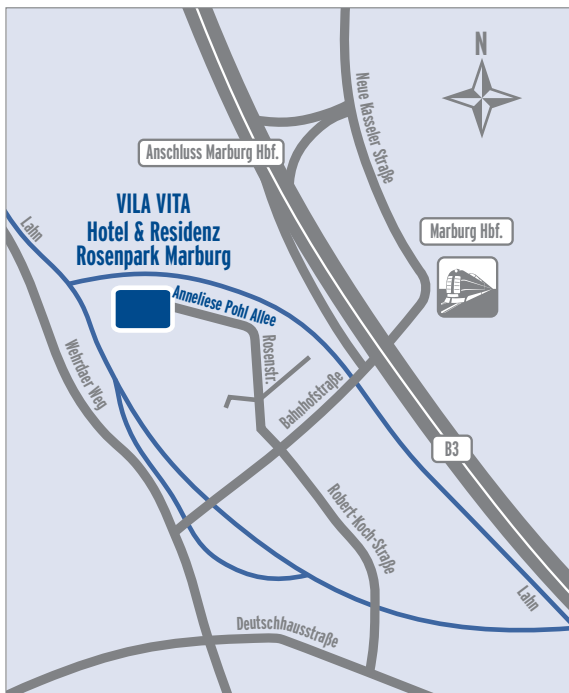 N
Neue Kasseler Straße
Anschluss Marburg Hbf.
VILA VITA
Hotel & Residenz
Rosenpark Marburg
Lahn
Marburg Hbf.
Anneliese Pohl Allee
Rosenstr.
Wehrdaer Weg
Bahnhofstraße
B3
Robert-Koch-Straße
Lahn
Deutschhausstraße